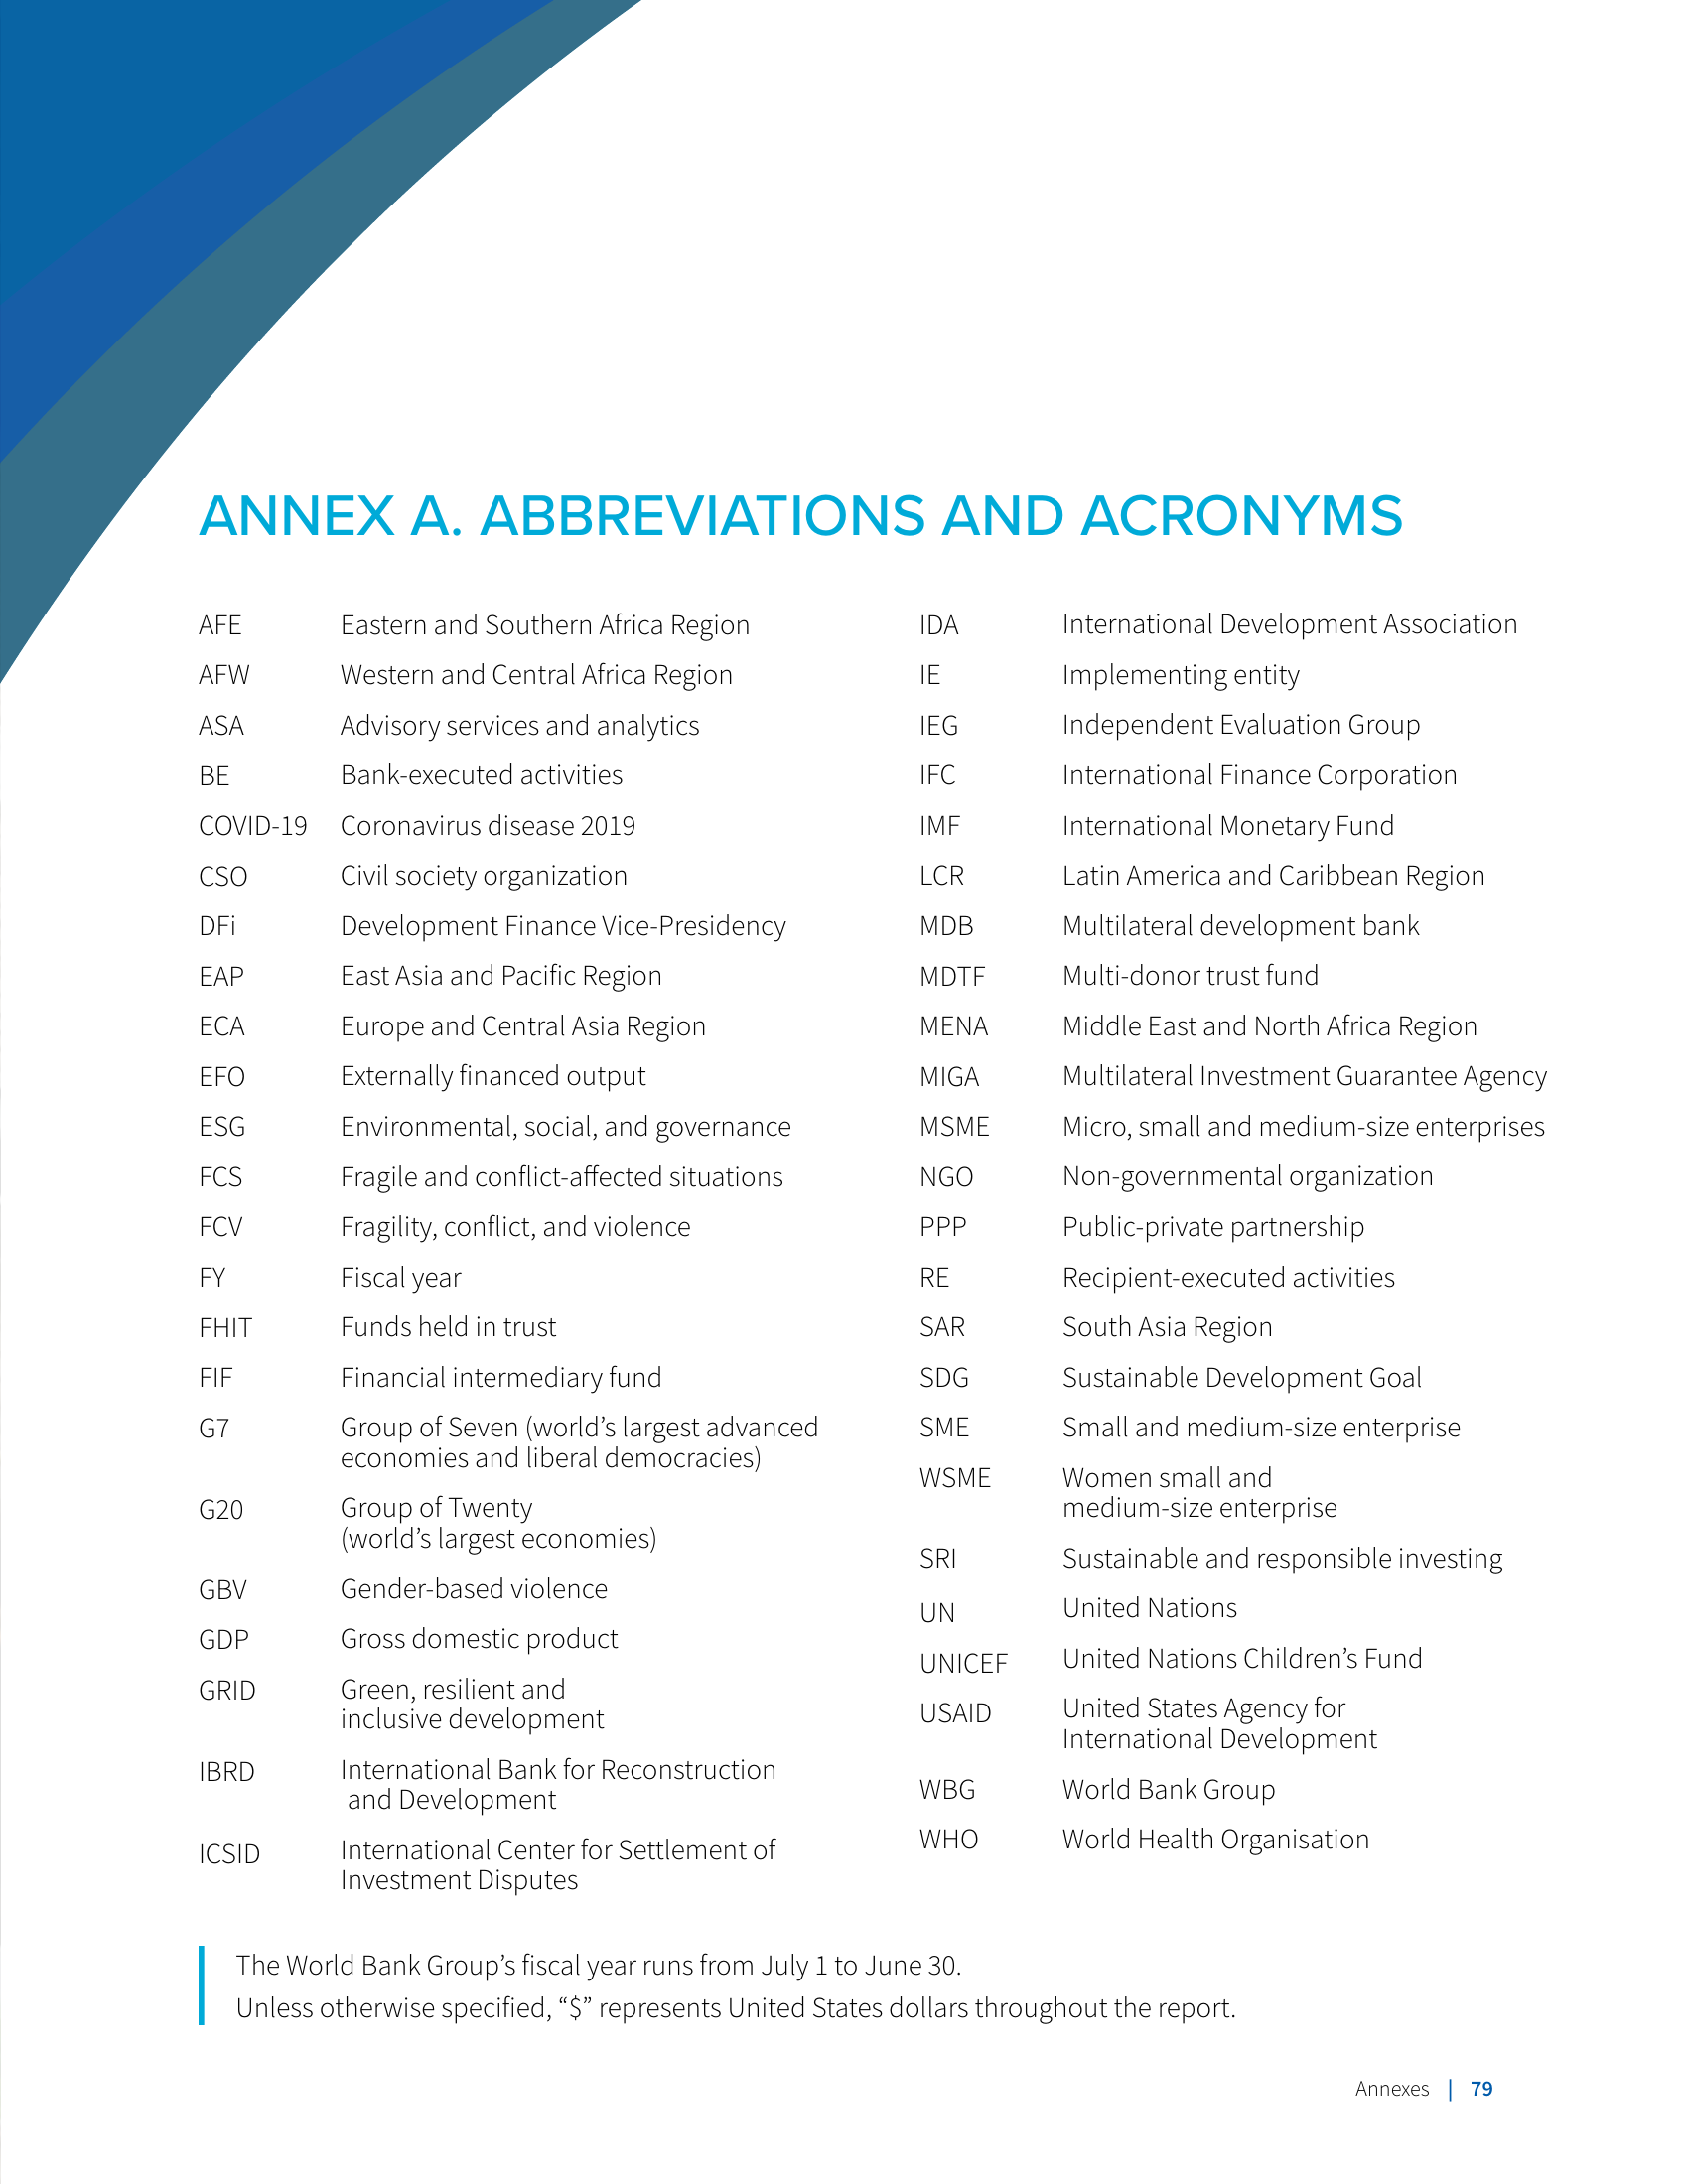 ANNEX A. ABBREVIATIONS AND ACRONYMS
AFE Eastern and Southern Africa Region
AFW Western and Central Africa Region
ASA Advisory services and analytics
BE Bank-executed activities
COVID-19 Coronavirus disease 2019
CSO Civil society organization
DFi Development Finance Vice-Presidency
EAP East Asia and Pacific Region
ECA Europe and Central Asia Region
EFO Externally financed output
ESG Environmental, social, and governance
FCS Fragile and conflict-affected situations
FCV Fragility, conflict, and violence
FY Fiscal year
FHIT Funds held in trust
FIF Financial intermediary fund
G7 Group of Seven (world’s largest advanced
economies and liberal democracies)
G20 Group of Twenty
(world’s largest economies)
GBV Gender-based violence
GDP Gross domestic product
GRID Green, resilient and
inclusive development
IBRD International Bank for Reconstruction
and Development
ICSID International Center for Settlement of
Investment Disputes
IDA International Development Association
IE Implementing entity
IEG Independent Evaluation Group
IFC International Finance Corporation
IMF International Monetary Fund
LCR Latin America and Caribbean Region
MDB Multilateral development bank
MDTF Multi-donor trust fund
MENA Middle East and North Africa Region
MIGA Multilateral Investment Guarantee Agency
MSME Micro, small and medium-size enterprises
NGO Non-governmental organization
PPP Public-private partnership
RE Recipient-executed activities
SAR South Asia Region
SDG Sustainable Development Goal
SME Small and medium-size enterprise
WSME Women small and
medium-size enterprise
SRI Sustainable and responsible investing
UN United Nations
UNICEF United Nations Children’s Fund
USAID United States Agency for
International Development
WBG World Bank Group
WHO World Health Organisation
The World Bank Group’s fiscal year runs from July 1 to June 30.
Unless otherwise specified, “$” represents United States dollars throughout the report.
Annexes | 79